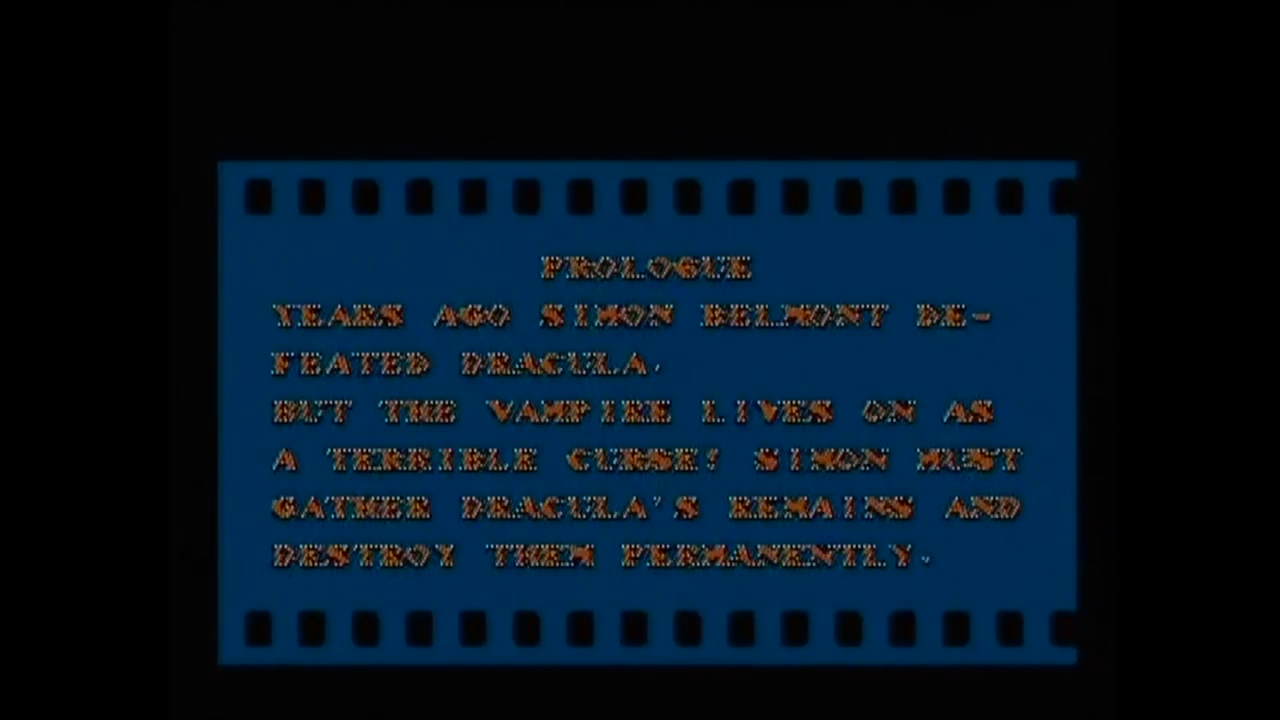 PROLOGUE
YEARS AGO SIMON BELMONT DE-
FEATED DRACULA.
BUT THE VAMPIRE LIVES ON AS
A TERRIBLE CURSE! SIMON MUST
GATHER DRACULA'S REMAINS AND
DESTROY THEM PERMANENTLY.